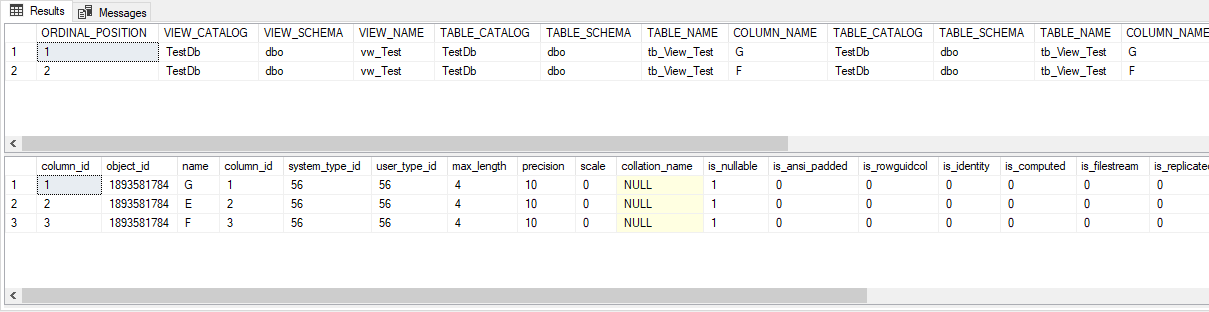 Results Messages
ORDINAL_POSITION VIEW_CATALOG VIEW_SCHEMA VIEW_NAME TABLE_CATALOG TABLE_SCHEMA TABLE_NAME COLUMN_NAME TABLE_CATALOG TABLE_SCHEMA TABLE_NAME COLUMN_NAME
1 1 TestDb dbo vw_Test TestDb dbo tb_View_Test G TestDb dbo tb_View_Test G
2 2 TestDb dbo vw_Test TestDb dbo tb_View_Test F TestDb dbo tb_View_Test F
column_id object_id name column_id system_type_id user_type_id max_length precision scale collation_name is_nullable is_ansi_padded is_rowguidcol is_identity is_computed is_filestream is_replicated
1 1 1893581784 G 1 56 56 4 10 0 NULL 1 0 0 0 0 0 0
2 2 1893581784 E 2 56 56 4 10 0 NULL 1 0 0 0 0 0 0
3 3 1893581784 F 3 56 56 4 10 0 NULL 1 0 0 0 0 0 0